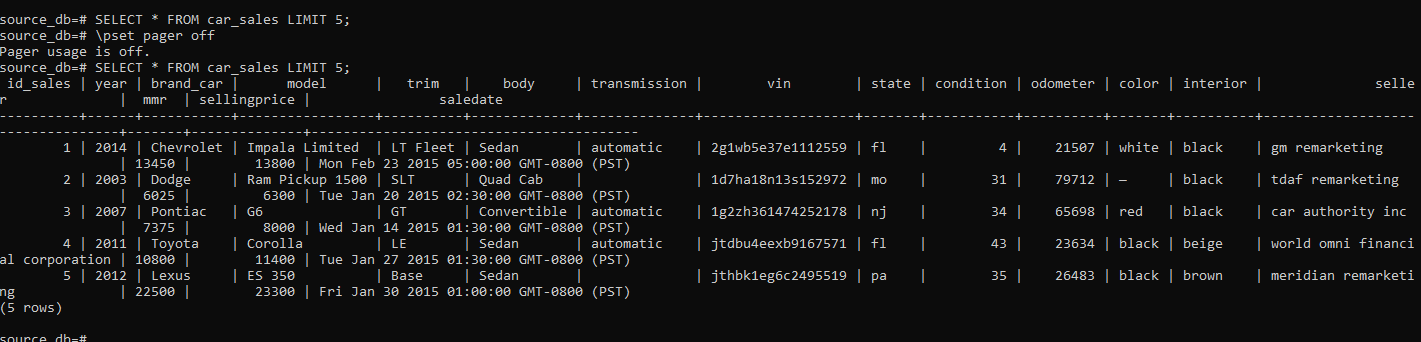 source_db=# SELECT * FROM car_sales LIMIT 5;
source_db=# \pset pager off
Pager usage is off.
source_db=# SELECT * FROM car_sales LIMIT 5;
 id_sales | year | brand_car |      model      |   trim   |    body     | transmission |        vin        | state | condition | odometer | color | interior |              selle
r               |  mmr  | sellingprice |                saledate
----------+------+-----------+-----------------+----------+-------------+--------------+-------------------+-------+-----------+----------+-------+----------+-------------------
----------------+-------+--------------+-----------------------------------------
        1 | 2014 | Chevrolet | Impala Limited  | LT Fleet | Sedan       | automatic    | 2g1wb5e37e1112559 | fl    |         4 |    21507 | white | black    | gm remarketing
                | 13450 |        13800 | Mon Feb 23 2015 05:00:00 GMT-0800 (PST)
        2 | 2003 | Dodge     | Ram Pickup 1500 | SLT      | Quad Cab    |              | 1d7ha18n13s152972 | mo    |        31 |    79712 | —     | black    | tdaf remarketing
                |  6025 |         6300 | Tue Jan 20 2015 02:30:00 GMT-0800 (PST)
        3 | 2007 | Pontiac   | G6              | GT       | Convertible | automatic    | 1g2zh361474252178 | nj    |        34 |    65698 | red   | black    | car authority inc
                |  7375 |         8000 | Wed Jan 14 2015 01:30:00 GMT-0800 (PST)
        4 | 2011 | Toyota    | Corolla         | LE       | Sedan       | automatic    | jtdbu4eexb9167571 | fl    |        43 |    23634 | black | beige    | world omni financi
al corporation | 10800 |        11400 | Tue Jan 27 2015 01:30:00 GMT-0800 (PST)
        5 | 2012 | Lexus     | ES 350          | Base     | Sedan       |              | jthbk1eg6c2495519 | pa    |        35 |    26483 | black | brown    | meridian remarketi
ng              | 22500 |        23300 | Fri Jan 30 2015 01:00:00 GMT-0800 (PST)
(5 rows)
source_db=#